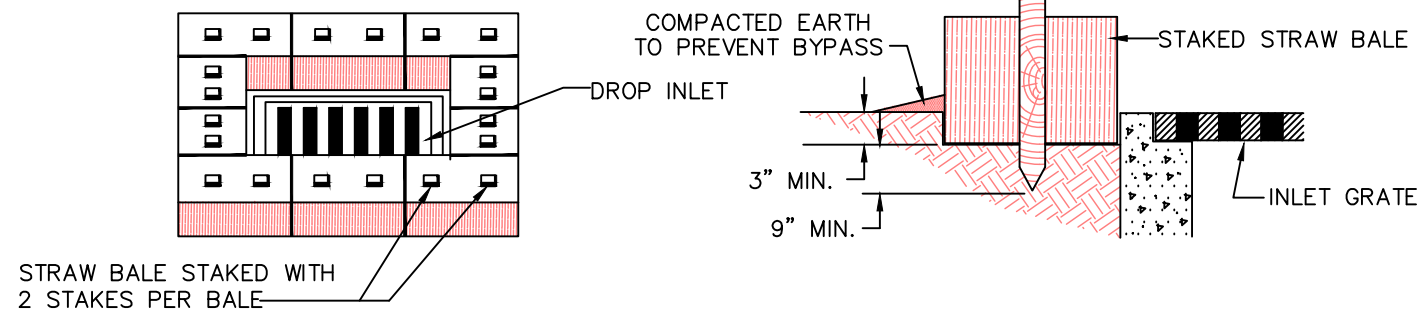 DROP INLET
STRAW BALE STAKED WITH
2 STAKES PER BALE
COMPACTED EARTH
TO PREVENT BYPASS
STAKED STRAW BALE
3" MIN.
9" MIN.
INLET GRATE